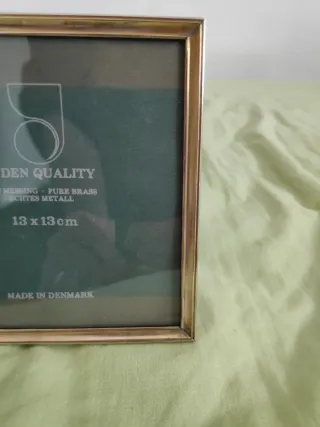 DEN QUALITY
MESSING - PURE BRASS
ECHTES METALL
13 x 13 cm
MADE IN DENMARK